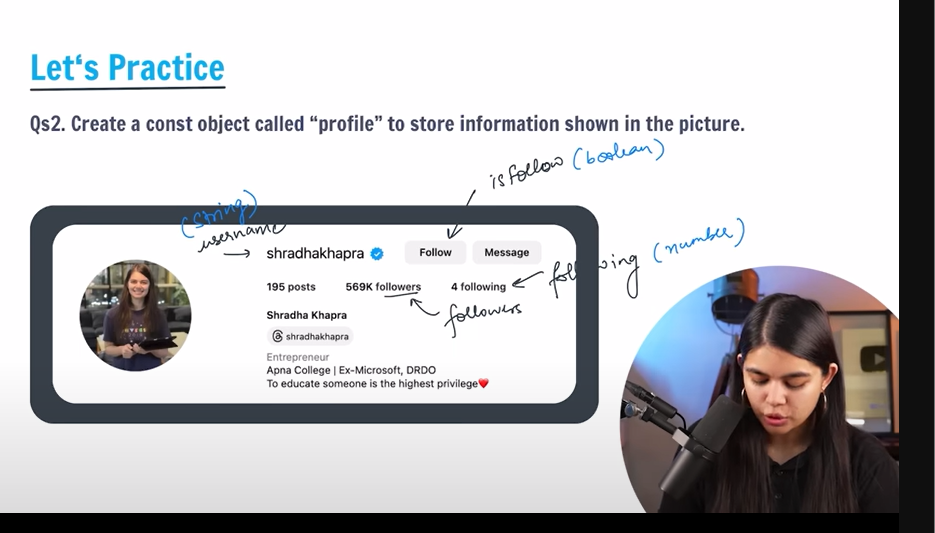 Let's Practice
Qs2. Create a const object called “profile” to store information shown in the picture.
isfollow (boolean)
(string)
username
shradhakhapra Follow Message
following (number)
195 posts 569K followers 4 following
followers
Shradha Khapra
shradhakhapra
Entrepreneur
Apna College | Ex-Microsoft, DRDO
To educate someone is the highest privilege❤️